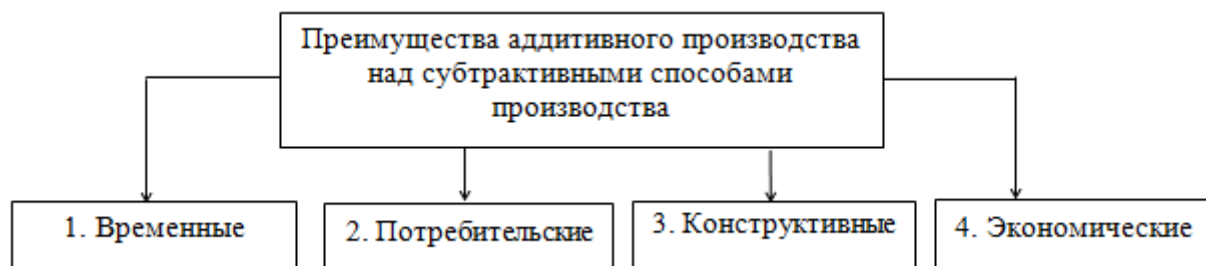 Преимущества аддитивного производства
над субтрактивными способами
производства
1. Временные
2. Потребительские
3. Конструктивные
4. Экономические